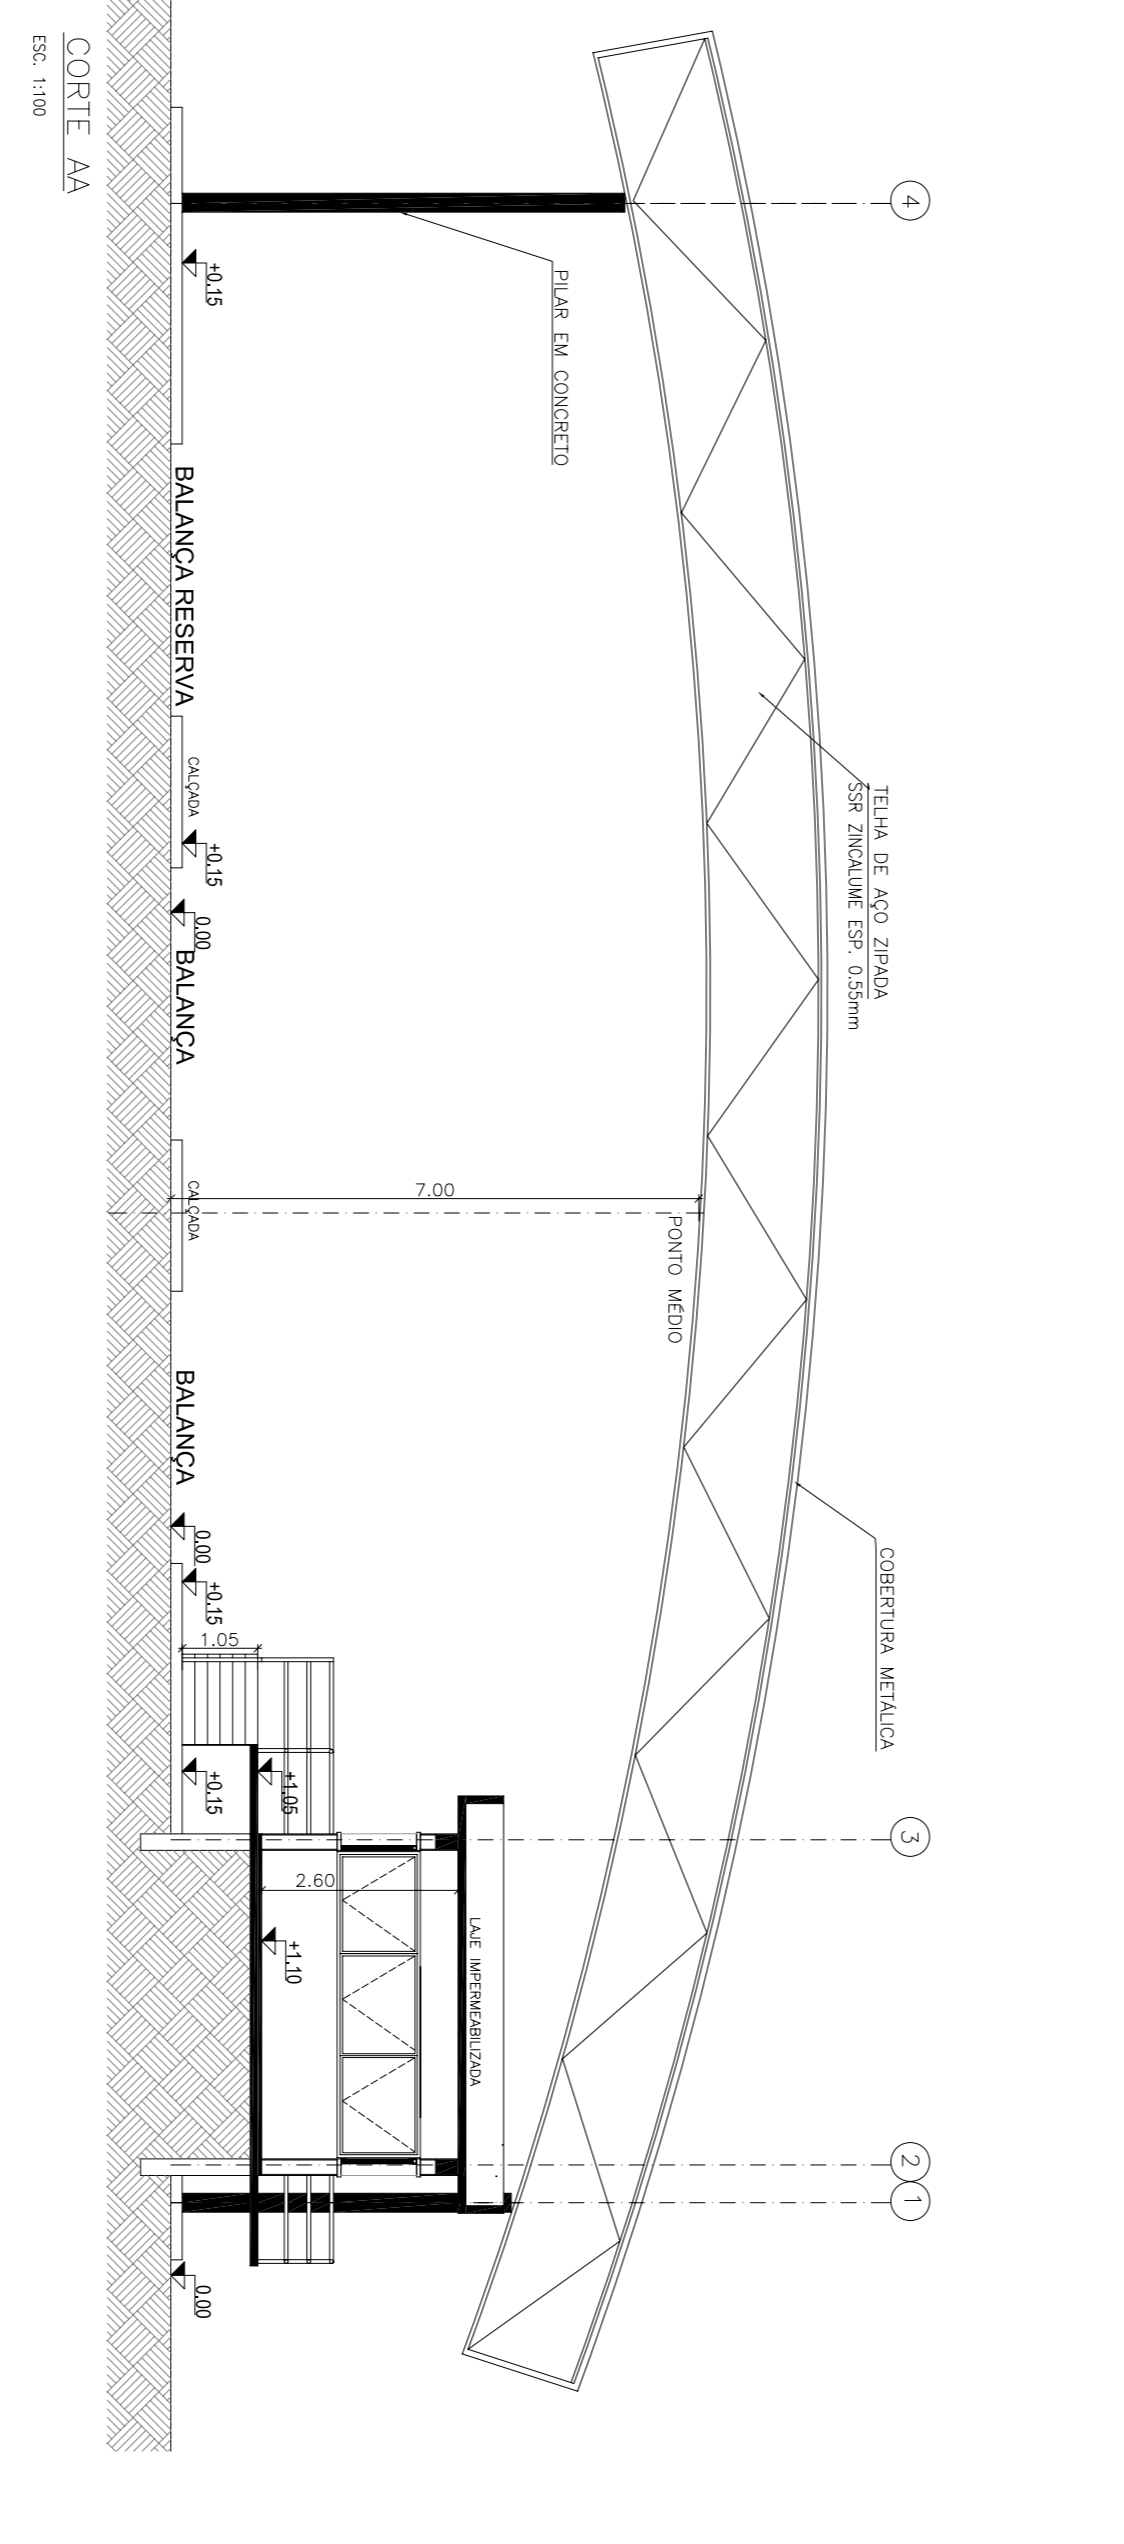 4
3
2
1
TELHA DE AÇO ZIPADA
SSR ZINCALUME ESP. 0.55mm
COBERTURA METÁLICA
PILAR EM CONCRETO
PONTO MÉDIO
7.00
LAJE IMPERMEABILIZADA
2.60
+1.10
+1.05
1.05
+0.15
BALANÇA RESERVA
CALÇADA
+0.15
0.00
BALANÇA
CALÇADA
BALANÇA
0.00
+0.15
+0.15
0.00
CORTE AA
ESC. 1:100